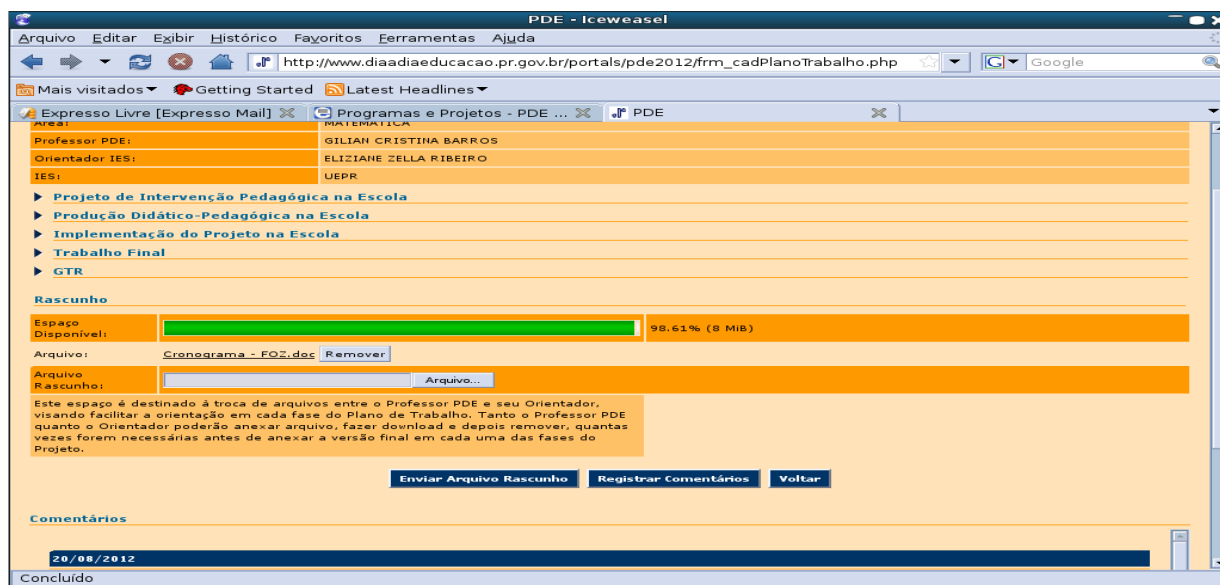 PDE - Iceweasel
Arquivo Editar Exibir Histórico Favoritos Ferramentas Ajuda
http://www.diaadiaeducacao.pr.gov.br/portals/pde2012/frm_cadPlanoTrabalho.php G Google
Mais visitados Getting Started Latest Headlines
Expresso Livre [Expresso Mail] Programas e Projetos - PDE ... PDE
Área: MATEMÁTICA
Professor PDE: GILIAN CRISTINA BARROS
Orientador IES: ELIZIANE ZELLA RIBEIRO
IES: UEPR
Projeto de Intervenção Pedagógica na Escola
Produção Didático-Pedagógica na Escola
Implementação do Projeto na Escola
Trabalho Final
GTR
Rascunho
Espaço
Disponível: 98.61% (8 MiB)
Arquivo: Cronograma - FOZ.doc Remover
Arquivo
Rascunho: Arquivo...
Este espaço é destinado à troca de arquivos entre o Professor PDE e seu Orientador,
visando facilitar a orientação em cada fase do Plano de Trabalho. Tanto o Professor PDE
quanto o Orientador poderão anexar arquivo, fazer download e depois remover, quantas
vezes forem necessárias antes de anexar a versão final em cada uma das fases do
Projeto.
Enviar Arquivo Rascunho Registrar Comentários Voltar
Comentários
20/08/2012
Concluído